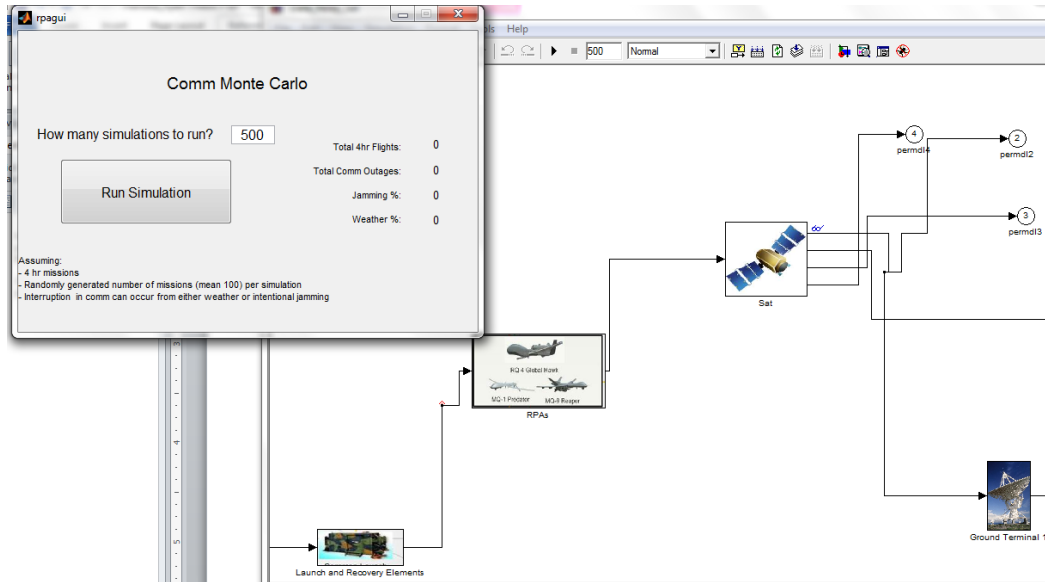 rpagui
Help
Comm Monte Carlo
How many simulations to run? 500
Run Simulation
Total 4hr Flights: 0
Total Comm Outages: 0
Jamming %: 0
Weather %: 0
Assuming:
- 4 hr missions
- Randomly generated number of missions (mean 100) per simulation
- Interruption in comm can occur from either weather or intentional jamming
500 Normal
4
permdl4
2
permdl2
3
permdl3
Sat
RQ-4 Global Hawk
MQ-1 Predator MQ-9 Reaper
RPAs
Ground Terminal 1
Launch and Recovery Elements
3
4
5